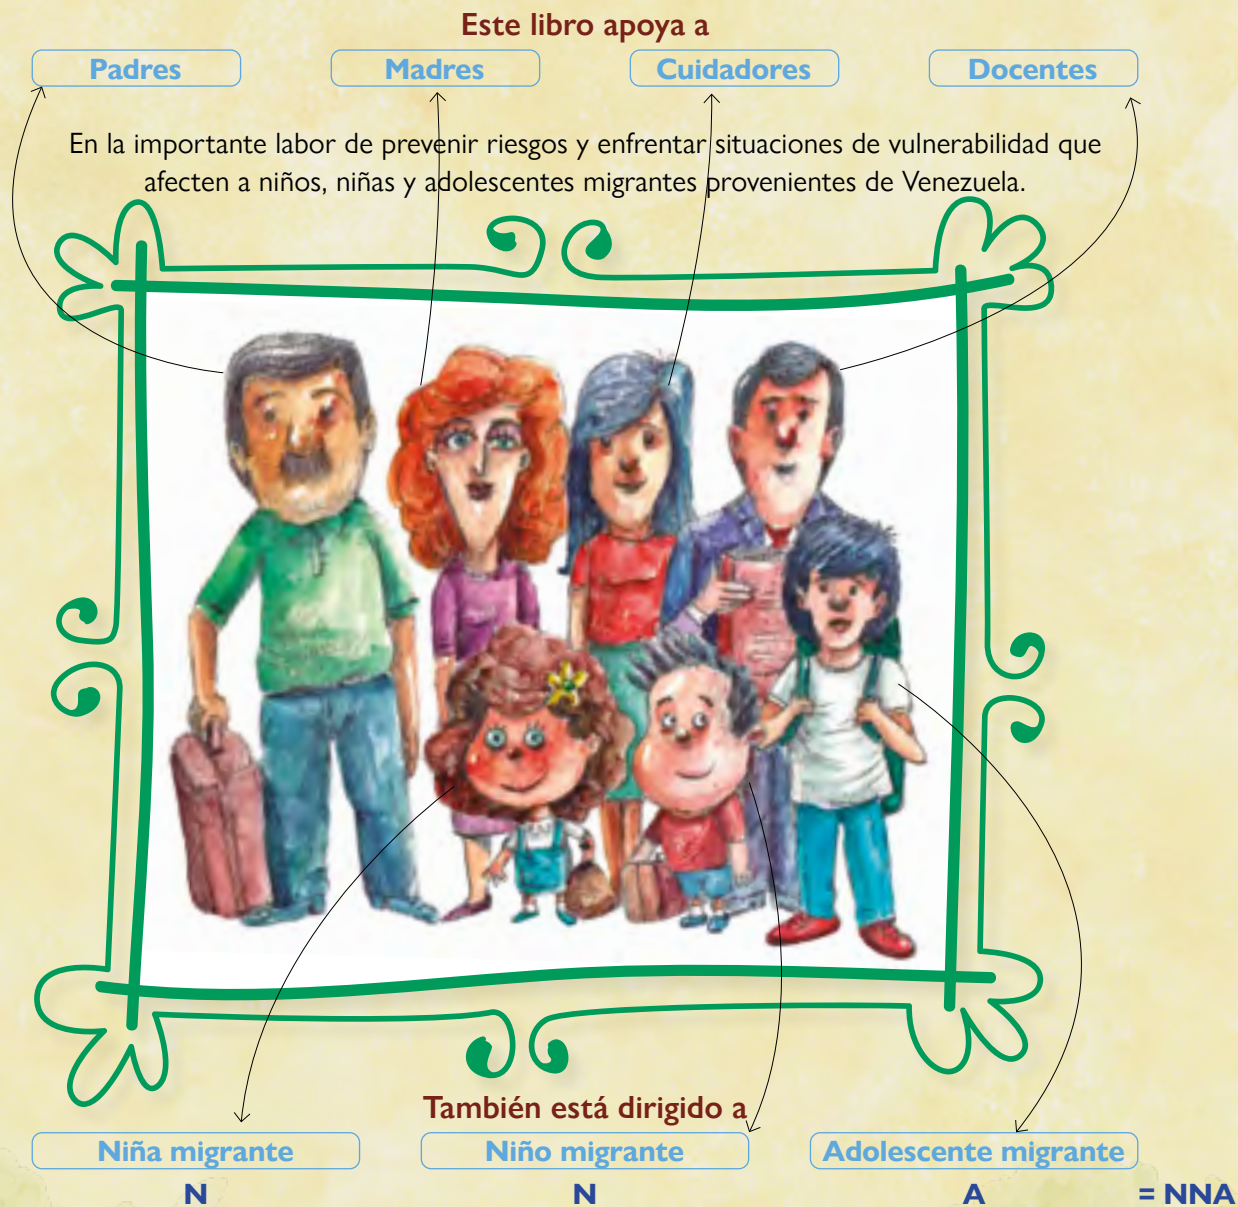 Este libro apoya a
Padres Madres Cuidadores Docentes
En la importante labor de prevenir riesgos y enfrentar situaciones de vulnerabilidad que
afecten a niños, niñas y adolescentes migrantes provenientes de Venezuela.
También está dirigido a
Niña migrante Niño migrante Adolescente migrante
N N A = NNA